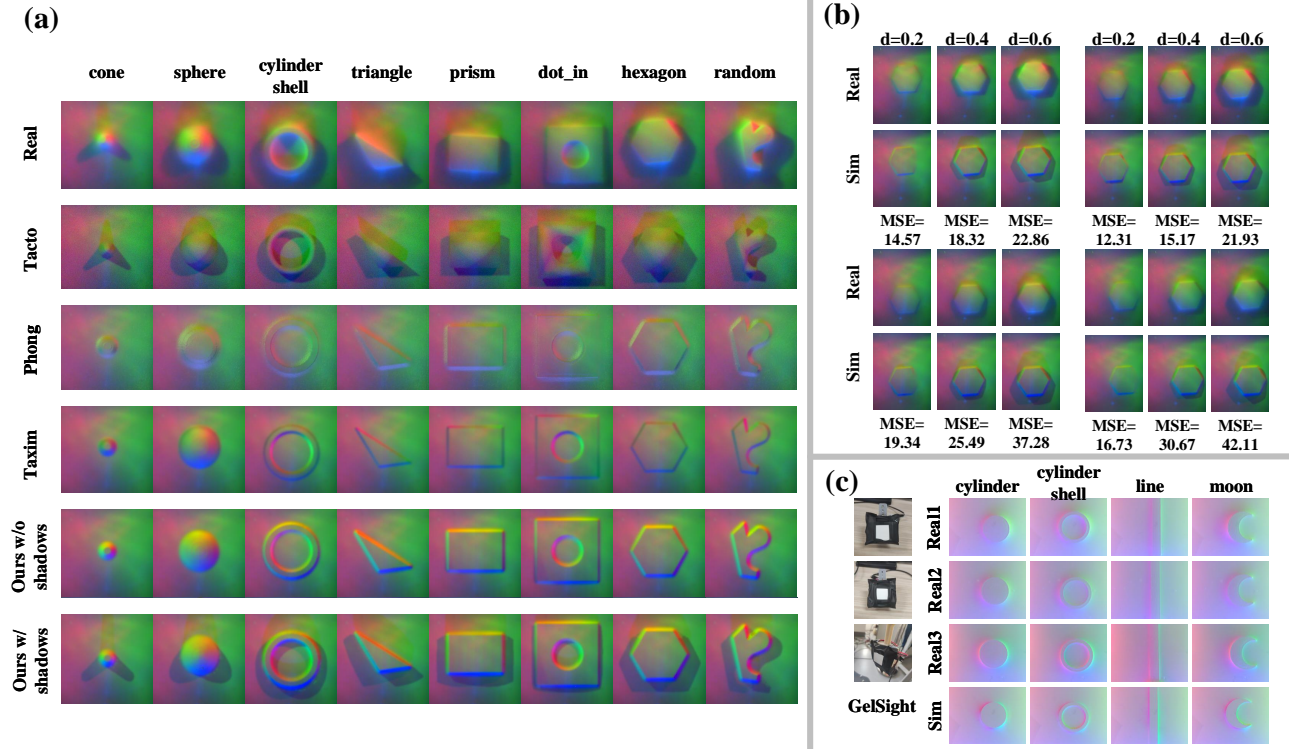 (a)
cone sphere cylinder shell triangle prism dot_in hexagon random
Real
Tacto
Phong
Taxim
Ours w/o shadows
Ours w/ shadows
(b)
d=0.2 d=0.4 d=0.6 d=0.2 d=0.4 d=0.6
Real
Sim
MSE= MSE= MSE= MSE= MSE= MSE=
14.57 18.32 22.86 12.31 15.17 21.93
Real
Sim
MSE= MSE= MSE= MSE= MSE= MSE=
19.34 25.49 37.28 16.73 30.67 42.11
(c)
cylinder cylinder shell line moon
Real1
Real2
Real3
GelSight
Sim